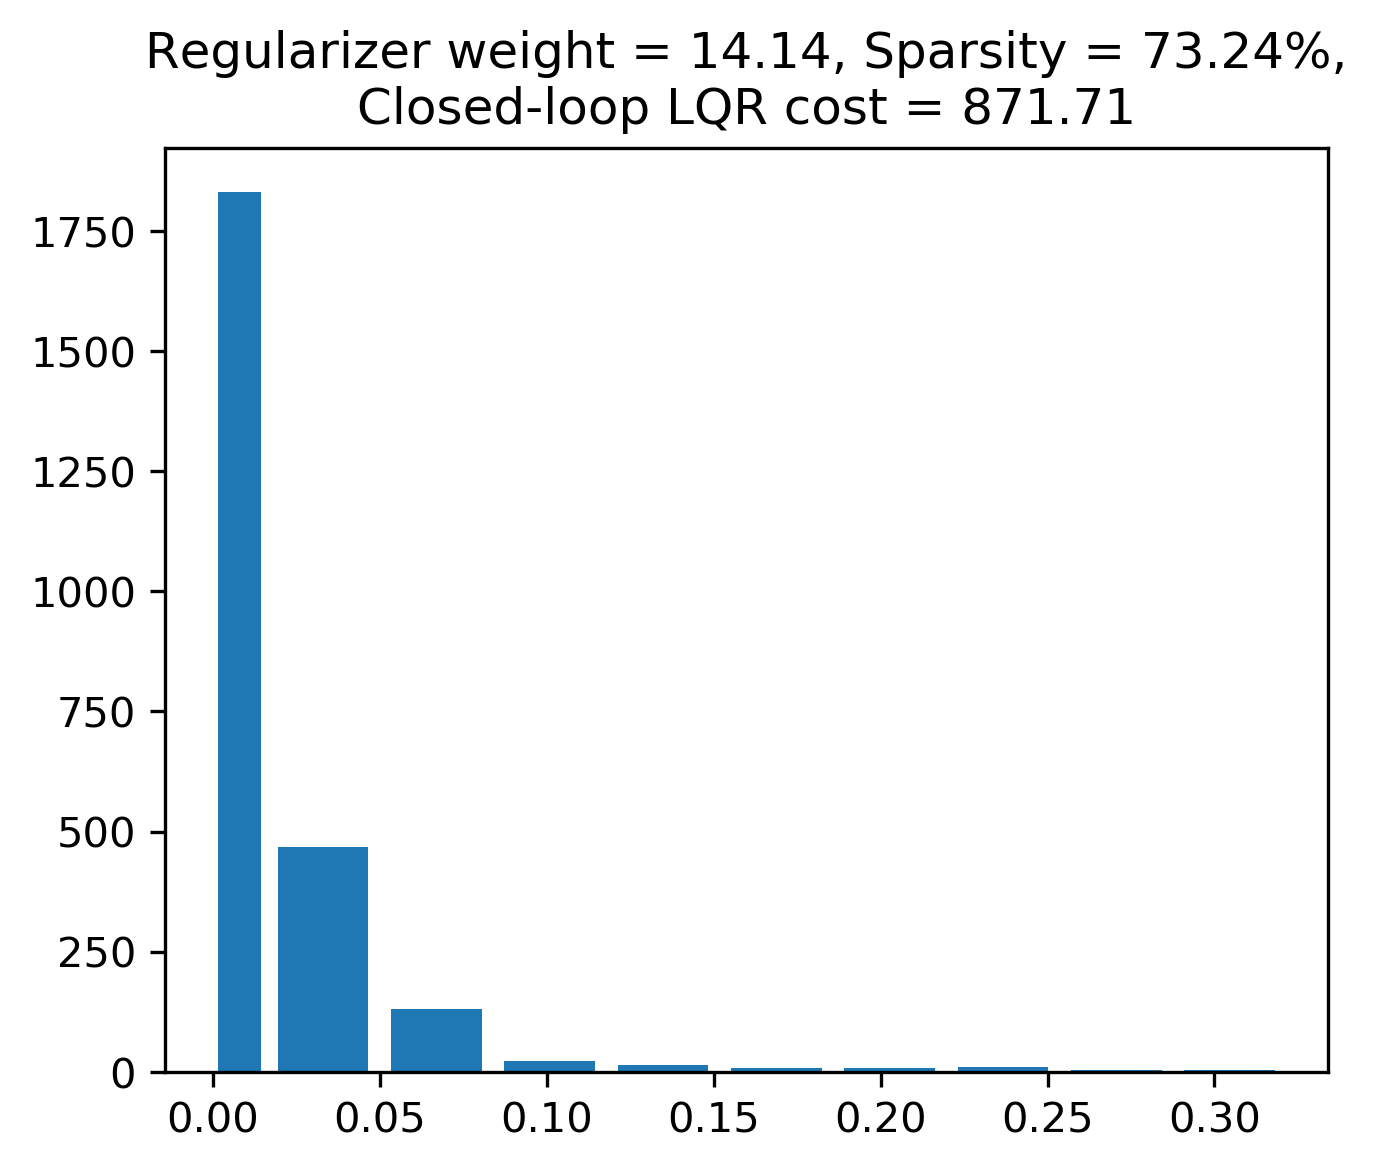 Regularizer weight = 14.14, Sparsity = 73.24%,
Closed-loop LQR cost = 871.71
1750
1500
1250
1000
750
500
250
0
0.00 0.05 0.10 0.15 0.20 0.25 0.30